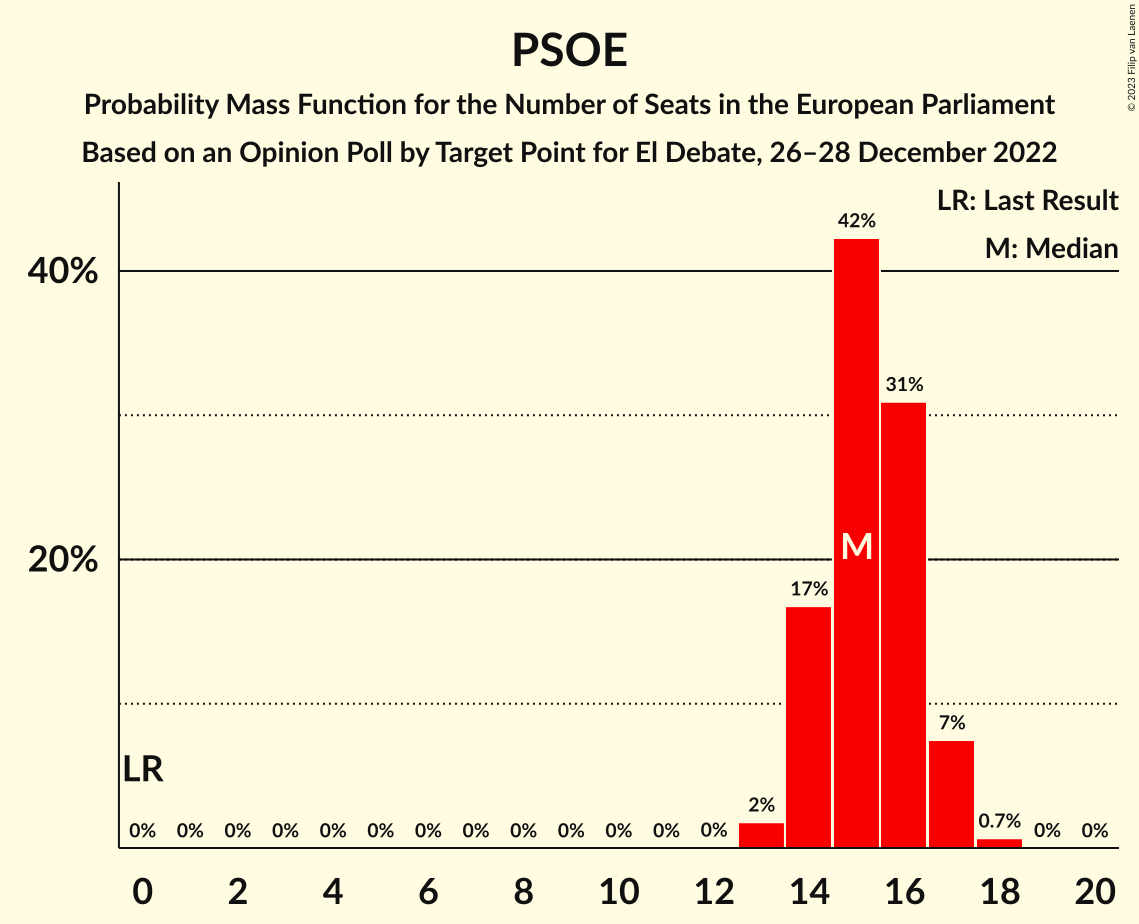 PSOE
Probability Mass Function for the Number of Seats in the European Parliament
Based on an Opinion Poll by Target Point for El Debate, 26–28 December 2022
© 2023 Filip van Laenen
LR: Last Result
M: Median
42%
40%
31%
M
20%
17%
7%
LR
0% 0% 0% 0% 0% 0% 0% 0% 0% 0% 0% 0% 0% 2% 0.7% 0% 0%
0 2 4 6 8 10 12 14 16 18 20